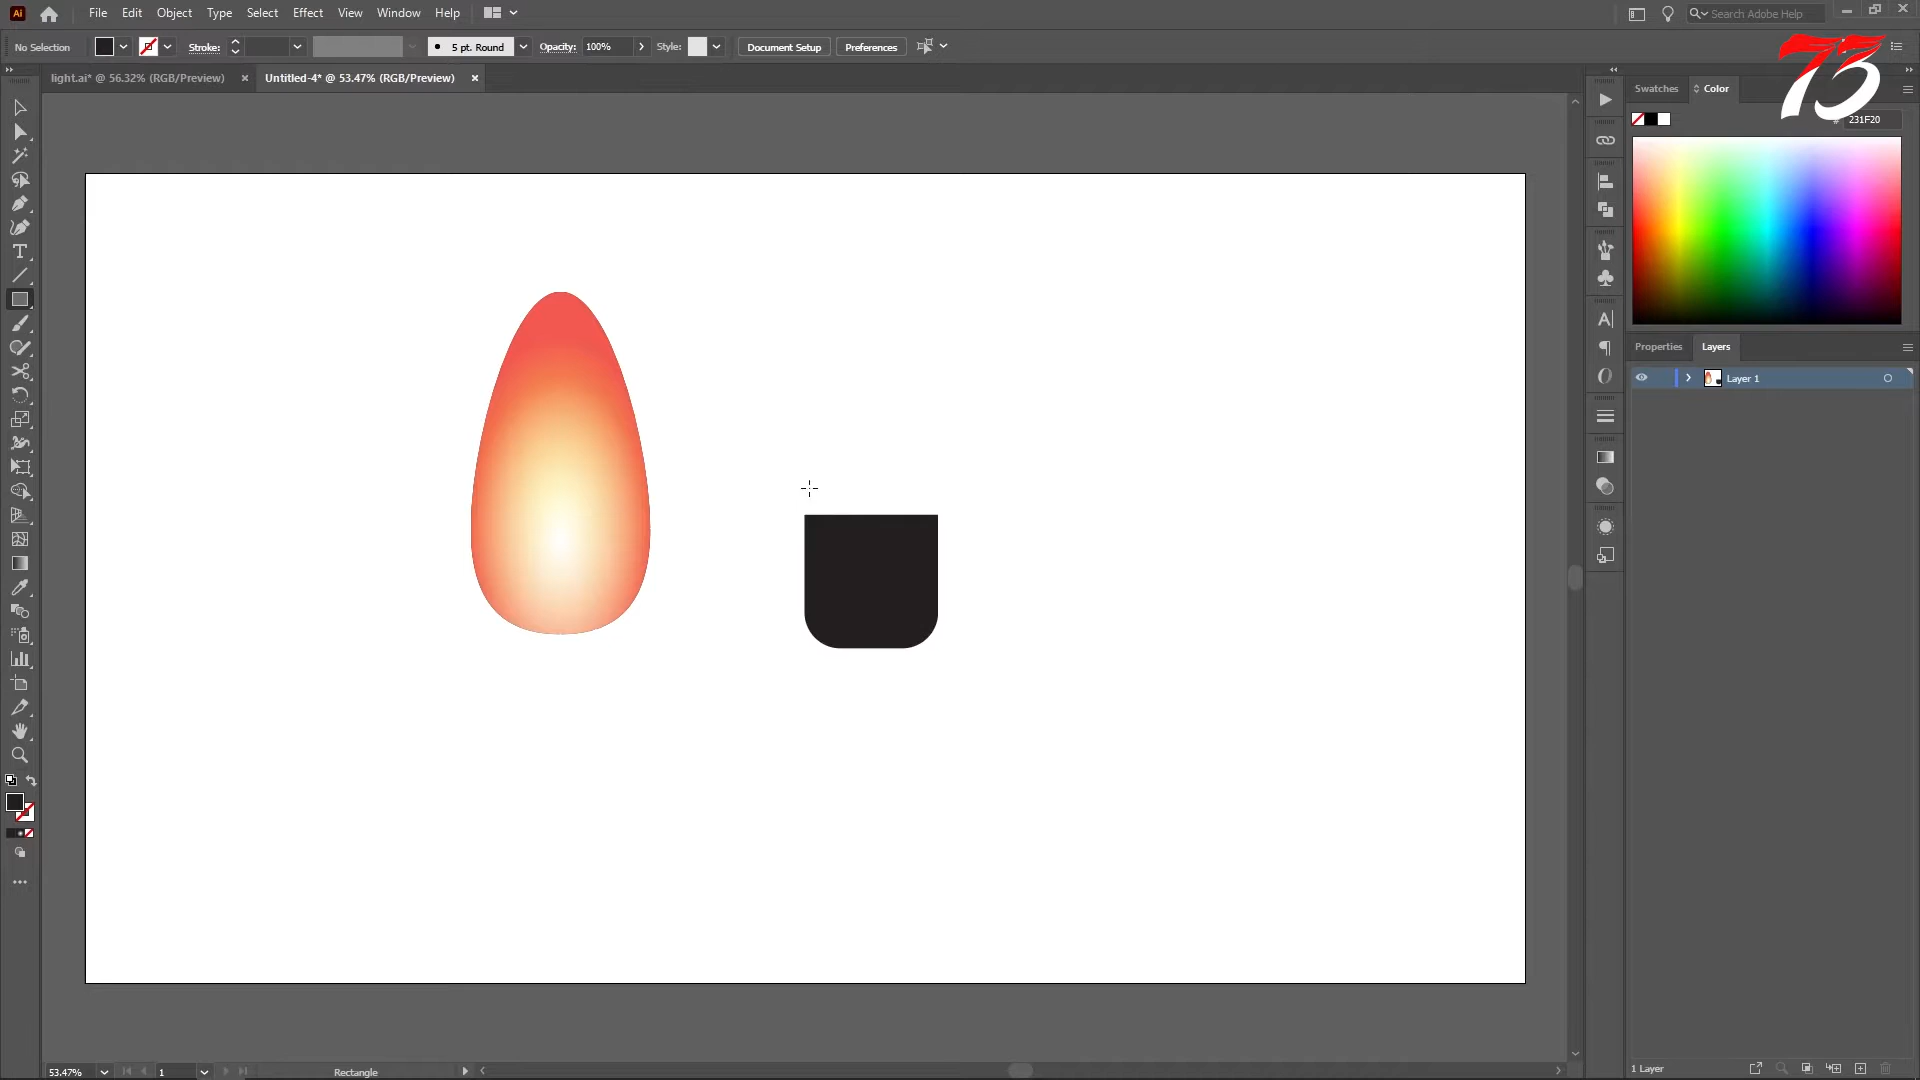 Ai File Edit Object Type Select Effect View Window Help Search Adobe Help
No Selection Stroke: 5 pt. Round Opacity: 100% Style: Document Setup Preferences
73
light.ai* @ 56.32% (RGB/Preview) × Untitled-4* @ 53.47% (RGB/Preview) ×
Swatches Color
# 231F20
Properties Layers
Layer 1
53.47% 1 Rectangle
1 Layer